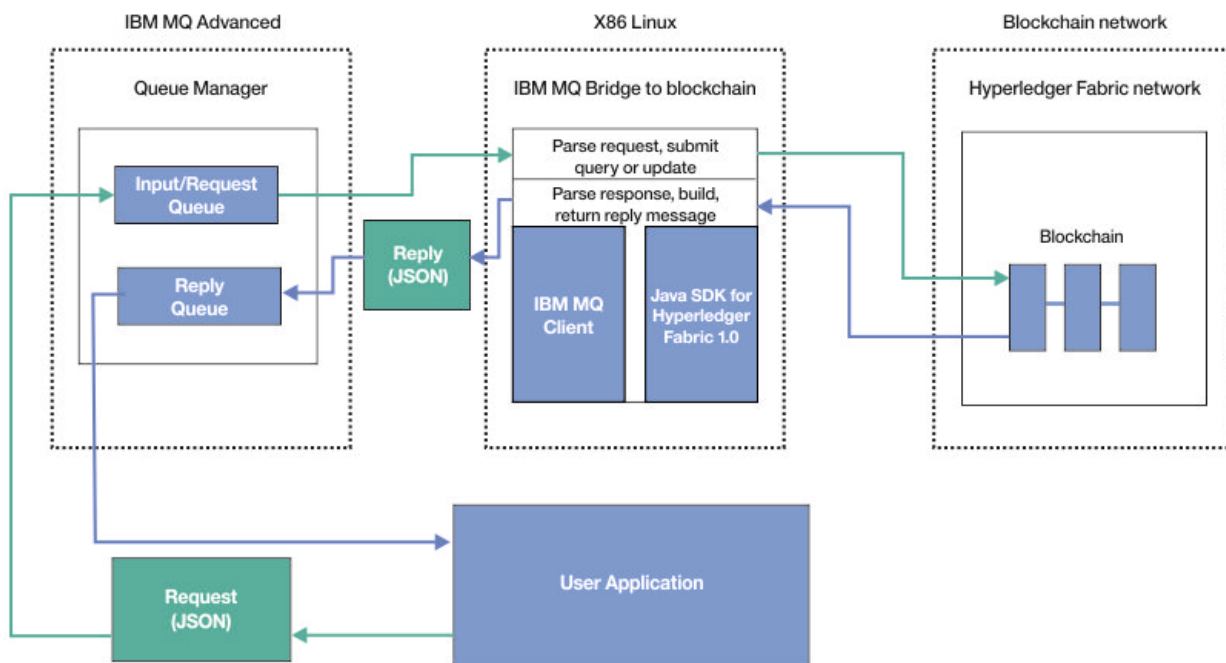 IBM MQ Advanced
X86 Linux
Blockchain network
Queue Manager
IBM MQ Bridge to blockchain
Hyperledger Fabric network
Parse request, submit
query or update
Input/Request
Queue
Parse response, build,
return reply message
Reply
(JSON)
Blockchain
Reply
Queue
IBM MQ
Client
Java SDK for
Hyperledger
Fabric 1.0
User Application
Request
(JSON)